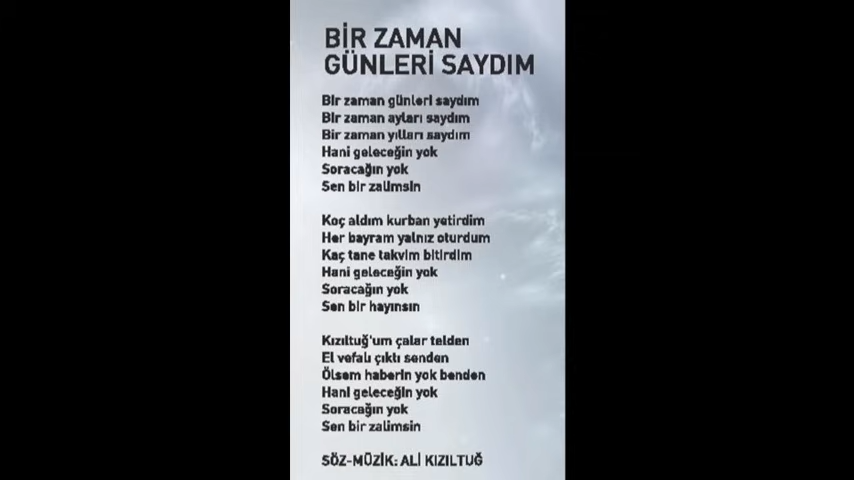 BİR ZAMAN
GÜNLERİ SAYDIM
Bir zaman günleri saydım
Bir zaman ayları saydım
Bir zaman yılları saydım
Hani geleceğin yok
Soracağın yok
Sen bir zalimsin
Koç aldım kurban yetirdim
Her bayram yalnız oturdum
Kaç tane takvim bitirdim
Hani geleceğin yok
Soracağın yok
Sen bir hayınsın
Kızıltuğ'um çalar telden
El vefalı çıktı senden
Ölsem haberin yok benden
Hani geleceğin yok
Soracağın yok
Sen bir zalimsin
SÖZ-MÜZİK: ALİ KIZILTUĞ